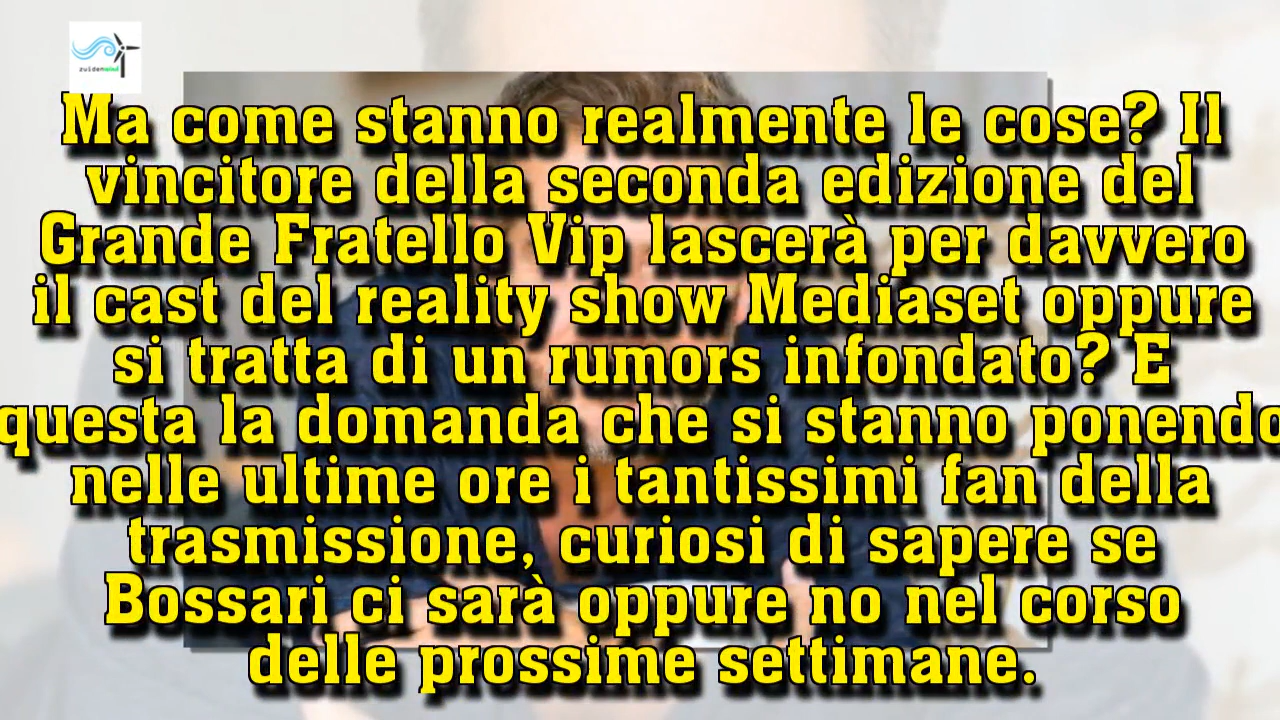 zuidenwind
Ma come stanno realmente le cose? Il
vincitore della seconda edizione del
Grande Fratello Vip lascerà per davvero
il cast del reality show Mediaset oppure
si tratta di un rumors infondato? E
questa la domanda che si stanno ponendo
nelle ultime ore i tantissimi fan della
trasmissione, curiosi di sapere se
Bossari ci sarà oppure no nel corso
delle prossime settimane.